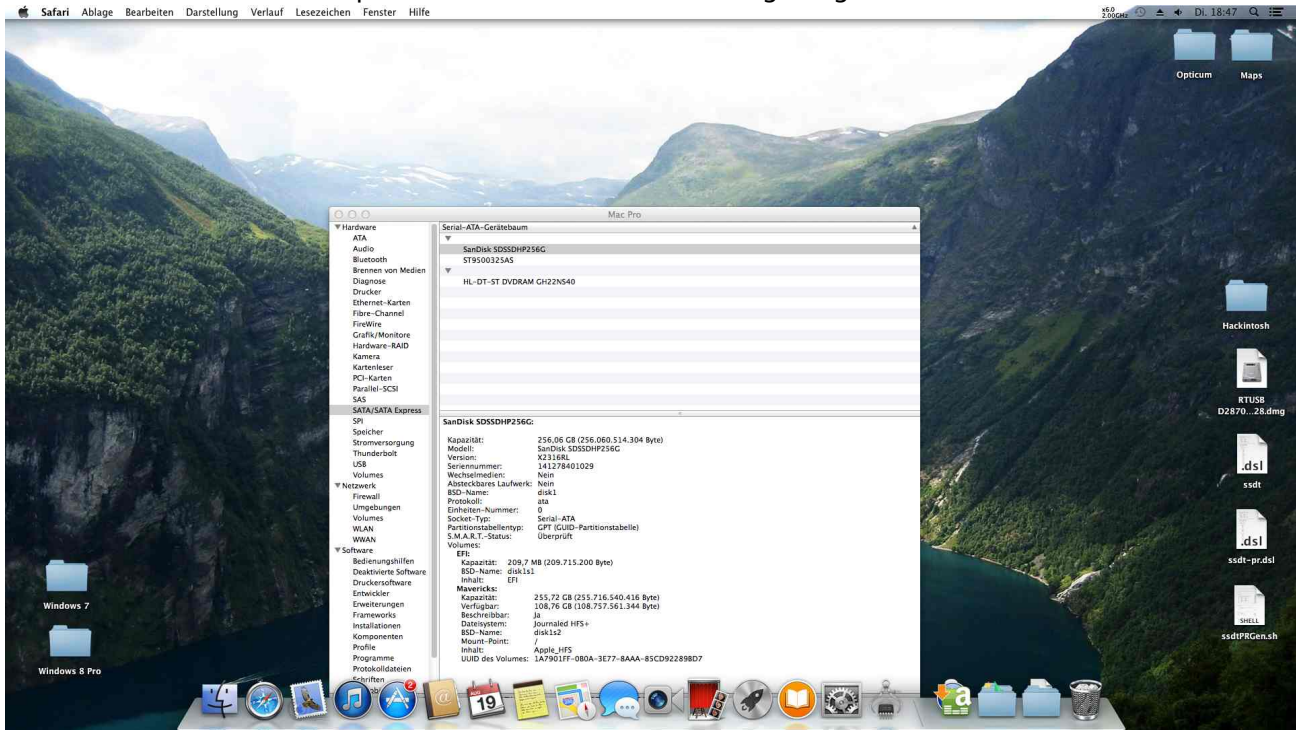 Safari Ablage Bearbeiten Darstellung Verlauf Lesezeichen Fenster Hilfe
x6.0
2.00GHz
Di. 18:47
Opticum
Maps
Hackintosh
RTUSB
D2870...28.dmg
.dsl
ssdt
.dsl
ssdt-pr.dsl
SHELL
ssdtPRGen.sh
Windows 7
Windows 8 Pro
Mac Pro
Hardware
ATA
Audio
Bluetooth
Brennen von Medien
Diagnose
Drucker
Ethernet-Karten
Fibre-Channel
FireWire
Grafik/Monitore
Hardware-RAID
Kamera
Kartenleser
PCI-Karten
Parallel-SCSI
SAS
SATA/SATA Express
SPI
Speicher
Stromversorgung
Thunderbolt
USB
Volumes
Netzwerk
Firewall
Umgebungen
Volumes
WLAN
WWAN
Software
Bedienungshilfen
Deaktivierte Software
Druckersoftware
Entwickler
Erweiterungen
Frameworks
Installationen
Komponenten
Profile
Programme
Protokolldateien
Schriften
Serial-ATA-Gerätebaum
SanDisk SDSSDHP256G
ST9500325AS
HL-DT-ST DVDRAM GH22NS40
SanDisk SDSSDHP256G:
Kapazität: 256,06 GB (256.060.514.304 Byte)
Modell: SanDisk SDSSDHP256G
Version: X2316RL
Seriennummer: 141278401029
Wechselmedien: Nein
Absteckbares Laufwerk: Nein
BSD-Name: disk1
Protokoll: ata
Einheiten-Nummer: 0
Socket-Typ: Serial-ATA
Partitionstabellentyp: GPT (GUID-Partitionstabelle)
S.M.A.R.T.-Status: Überprüft
Volumes:
EFI:
Kapazität: 209,7 MB (209.715.200 Byte)
BSD-Name: disk1s1
Inhalt: EFI
Mavericks:
Kapazität: 255,72 GB (255.716.540.416 Byte)
Verfügbar: 108,76 GB (108.757.561.344 Byte)
Beschreibbar: Ja
Dateisystem: Journaled HFS+
BSD-Name: disk1s2
Mount-Point: /
Inhalt: Apple_HFS
UUID des Volumes: 1A7901FF-0B0A-3E77-8AAA-85CD92289BD7
2
19